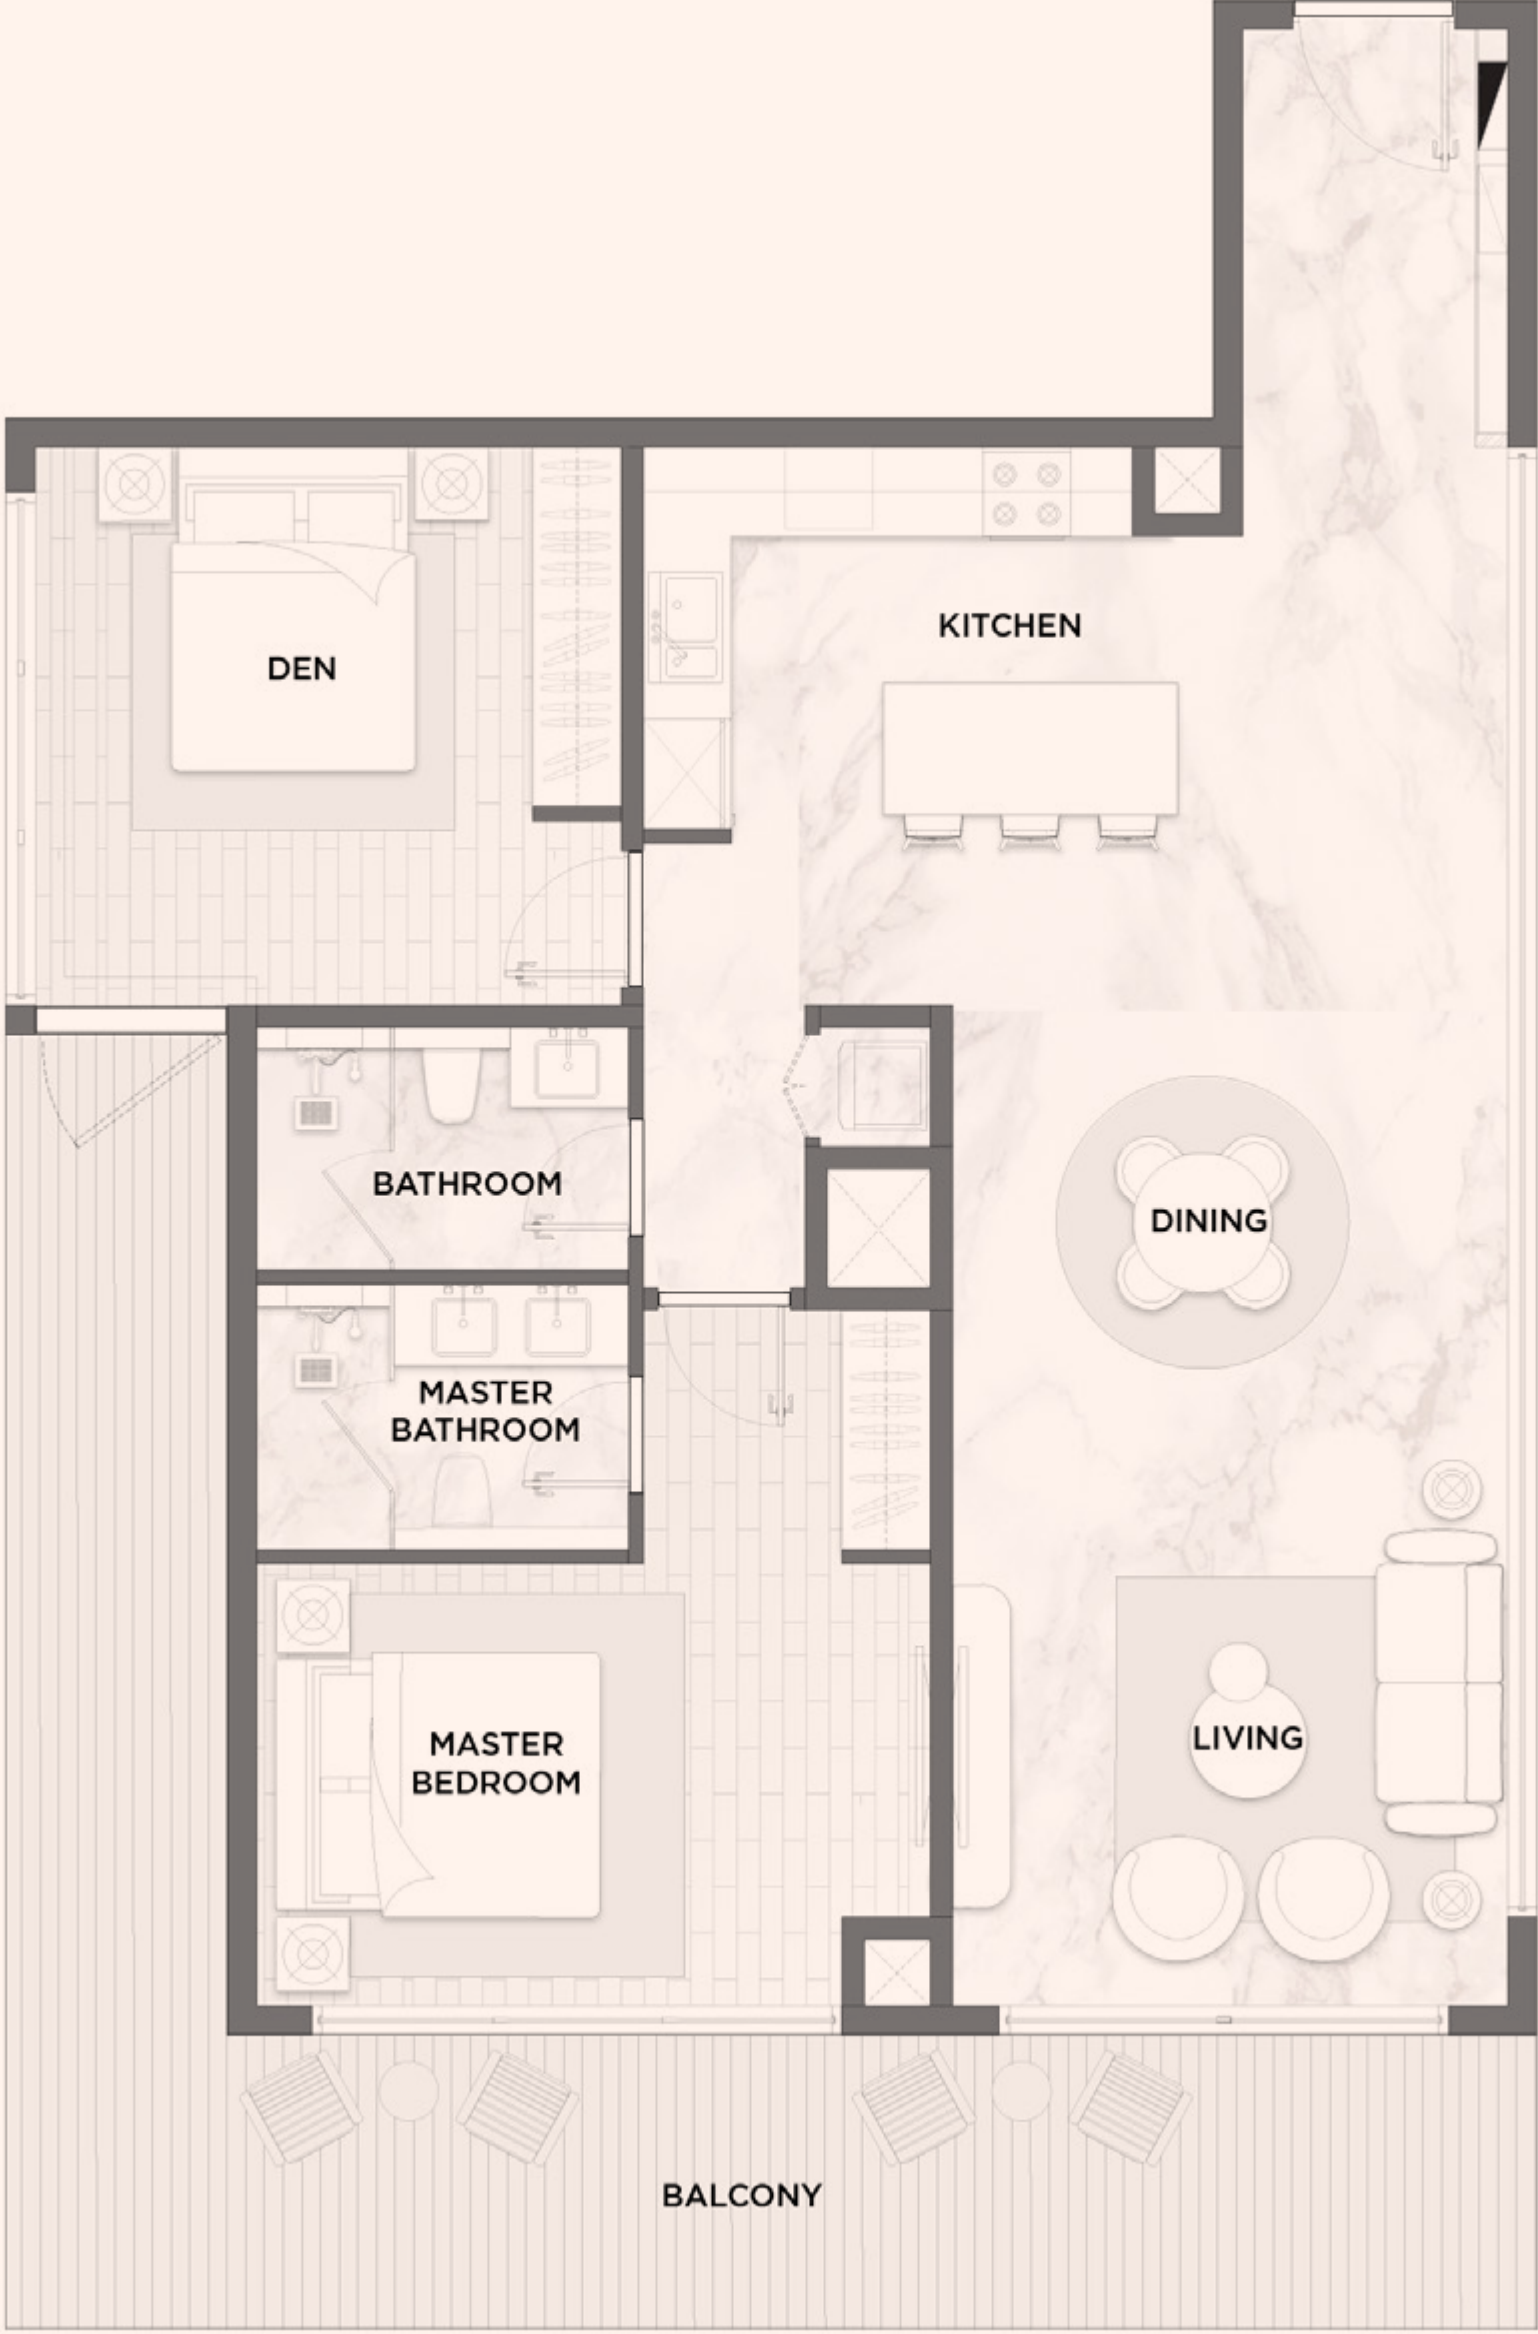 KITCHEN
DEN
BATHROOM
DINING
MASTER
BATHROOM
LIVING
MASTER
BEDROOM
BALCONY